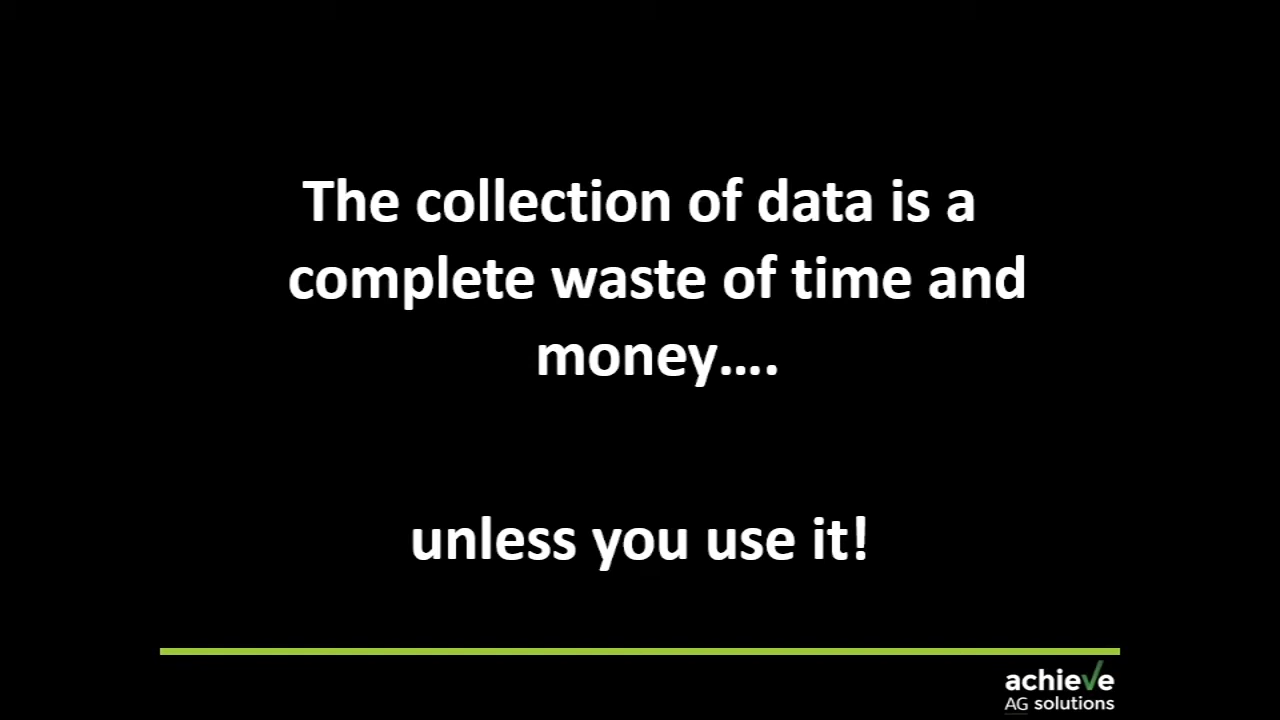 The collection of data is a
complete waste of time and
money....
unless you use it!
achieve
AG solutions